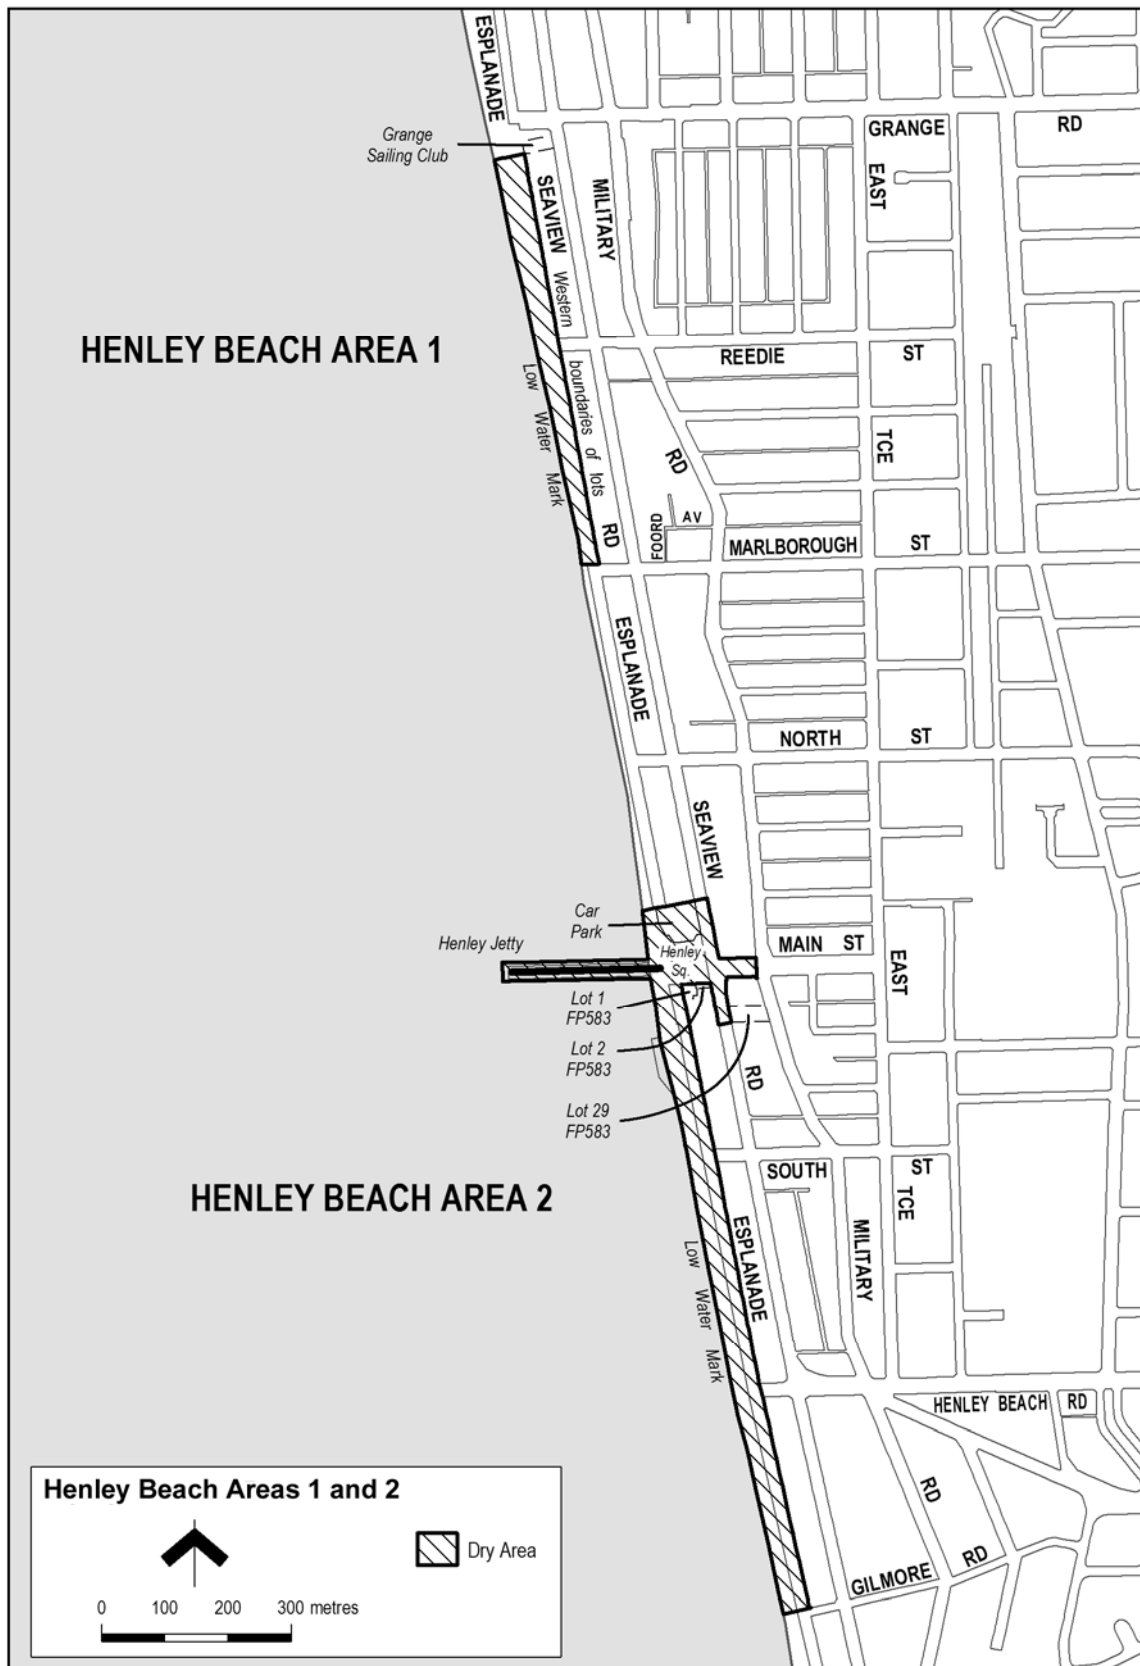 ESPLANADE
GRANGE
RD
Grange
Sailing Club
EAST
SEAVIEW
MILITARY
Western
HENLEY BEACH AREA 1
REEDIE
ST
boundaries of lots
Low Water Mark
TCE
RD
FOORD
AV
RD
MARLBOROUGH
ST
ESPLANADE
NORTH
ST
SEAVIEW
Car
Park
Henley Jetty
Henley
Sq.
MAIN ST
EAST
Lot 1
FP583
Lot 2
FP583
RD
Lot 29
FP583
SOUTH
ST
TCE
HENLEY BEACH AREA 2
ESPLANADE
MILITARY
Low Water Mark
HENLEY BEACH
RD
RD
GILMORE
RD
Henley Beach Areas 1 and 2
Dry Area
0 100 200 300 metres